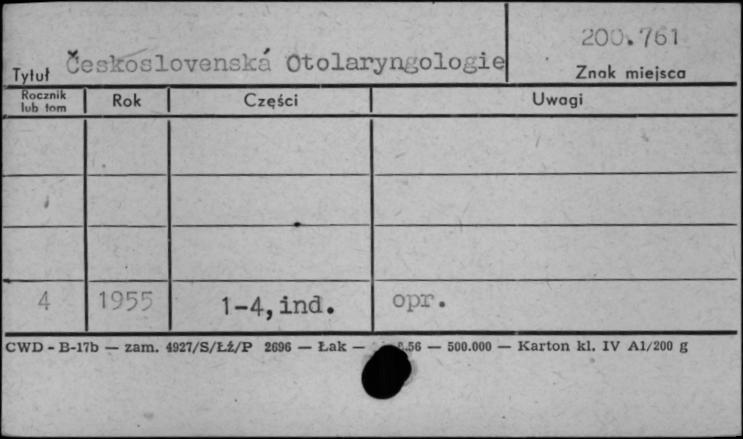 200.761
Tytuł Československá Otolaryngologie Znak miejsca
Rocznik lub tom Rok Części Uwagi
4 1955 1-4, ind. opr.
CWD - B-17b — zam. 4927/S/Łż/P 2696 — Łak — .56 — 500.000 — Karton kl. IV A1/200 g